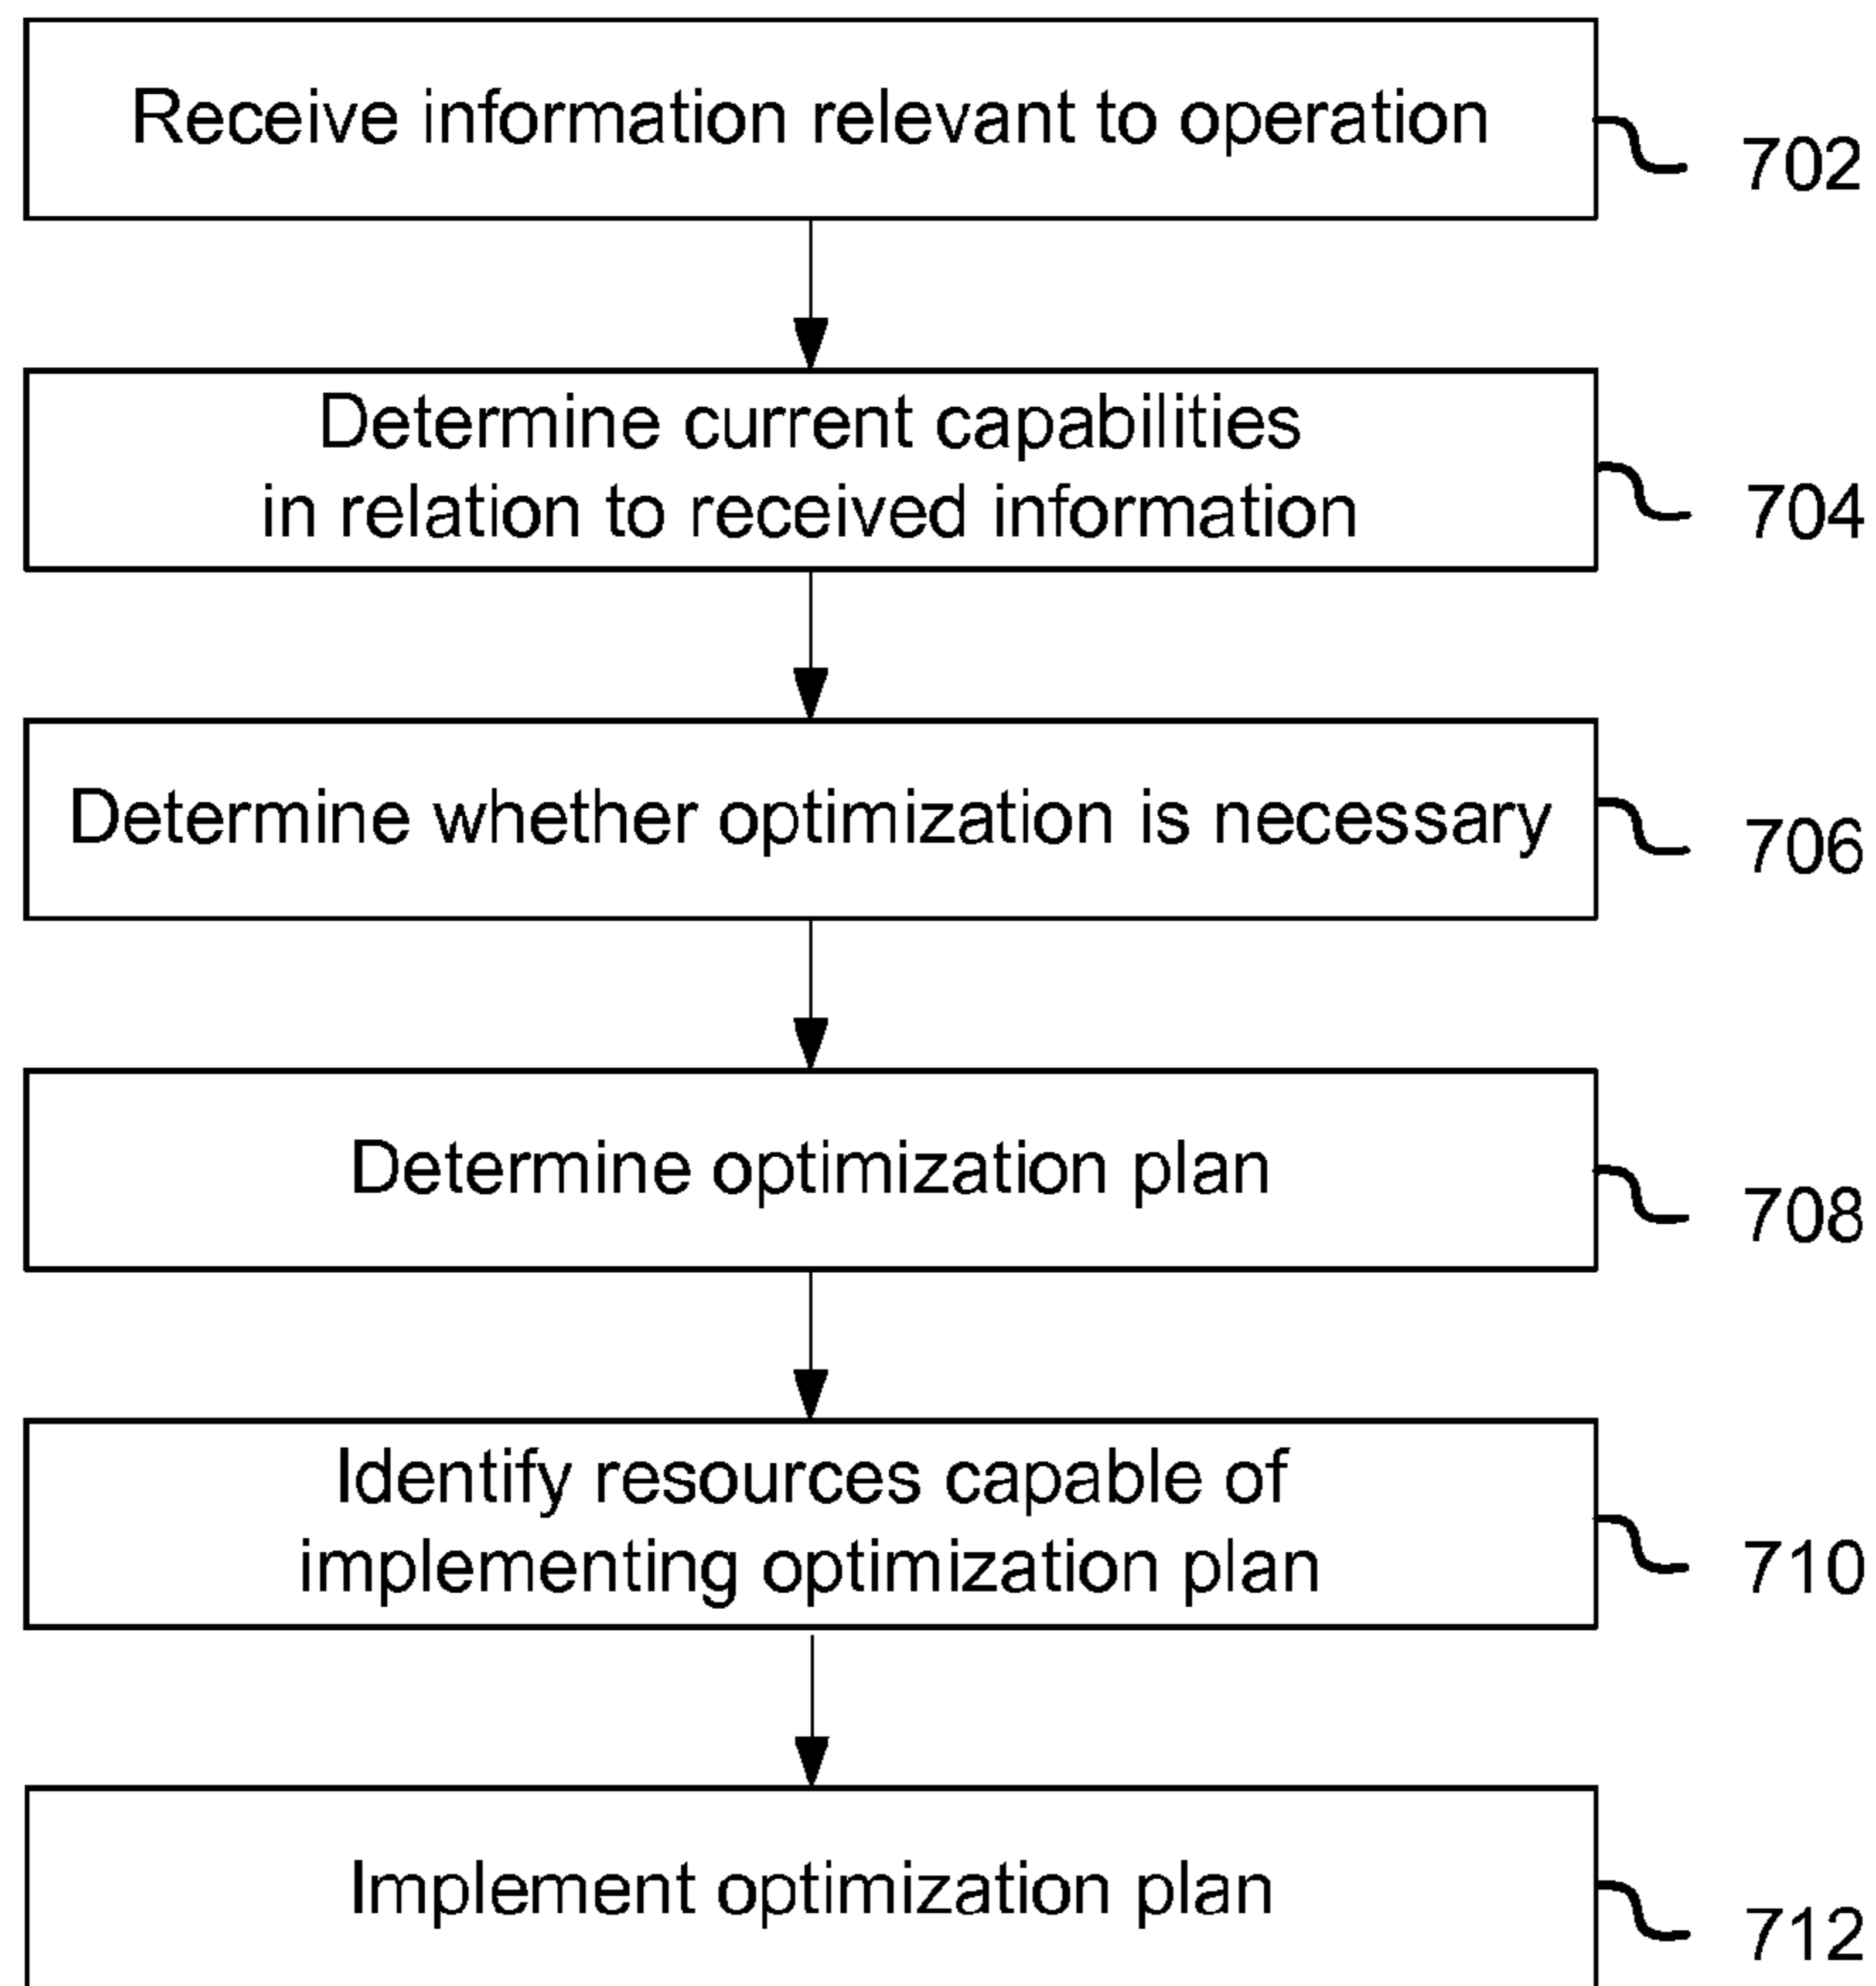 Receive information relevant to operation
702
Determine current capabilities
in relation to received information
704
Determine whether optimization is necessary
706
Determine optimization plan
708
Identify resources capable of
implementing optimization plan
710
Implement optimization plan
712